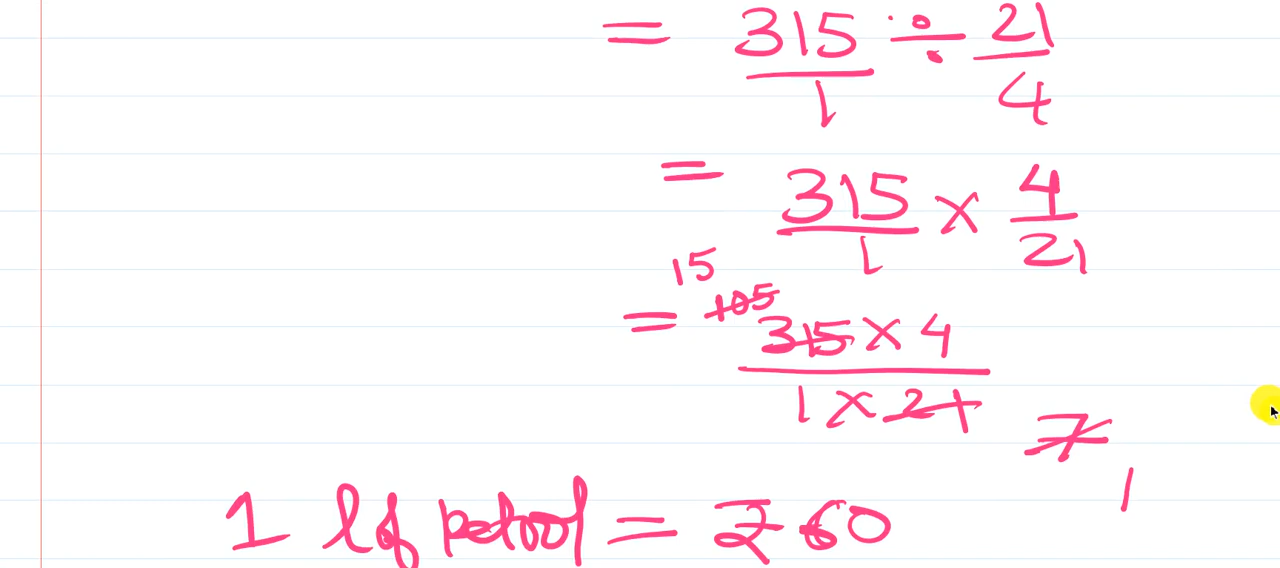 = 315/1 ÷ 21/4
= 315/1 × 4/21
15
105
= 315 × 4 / 1 × 21
7
1
1 l of petrol = ₹ 60